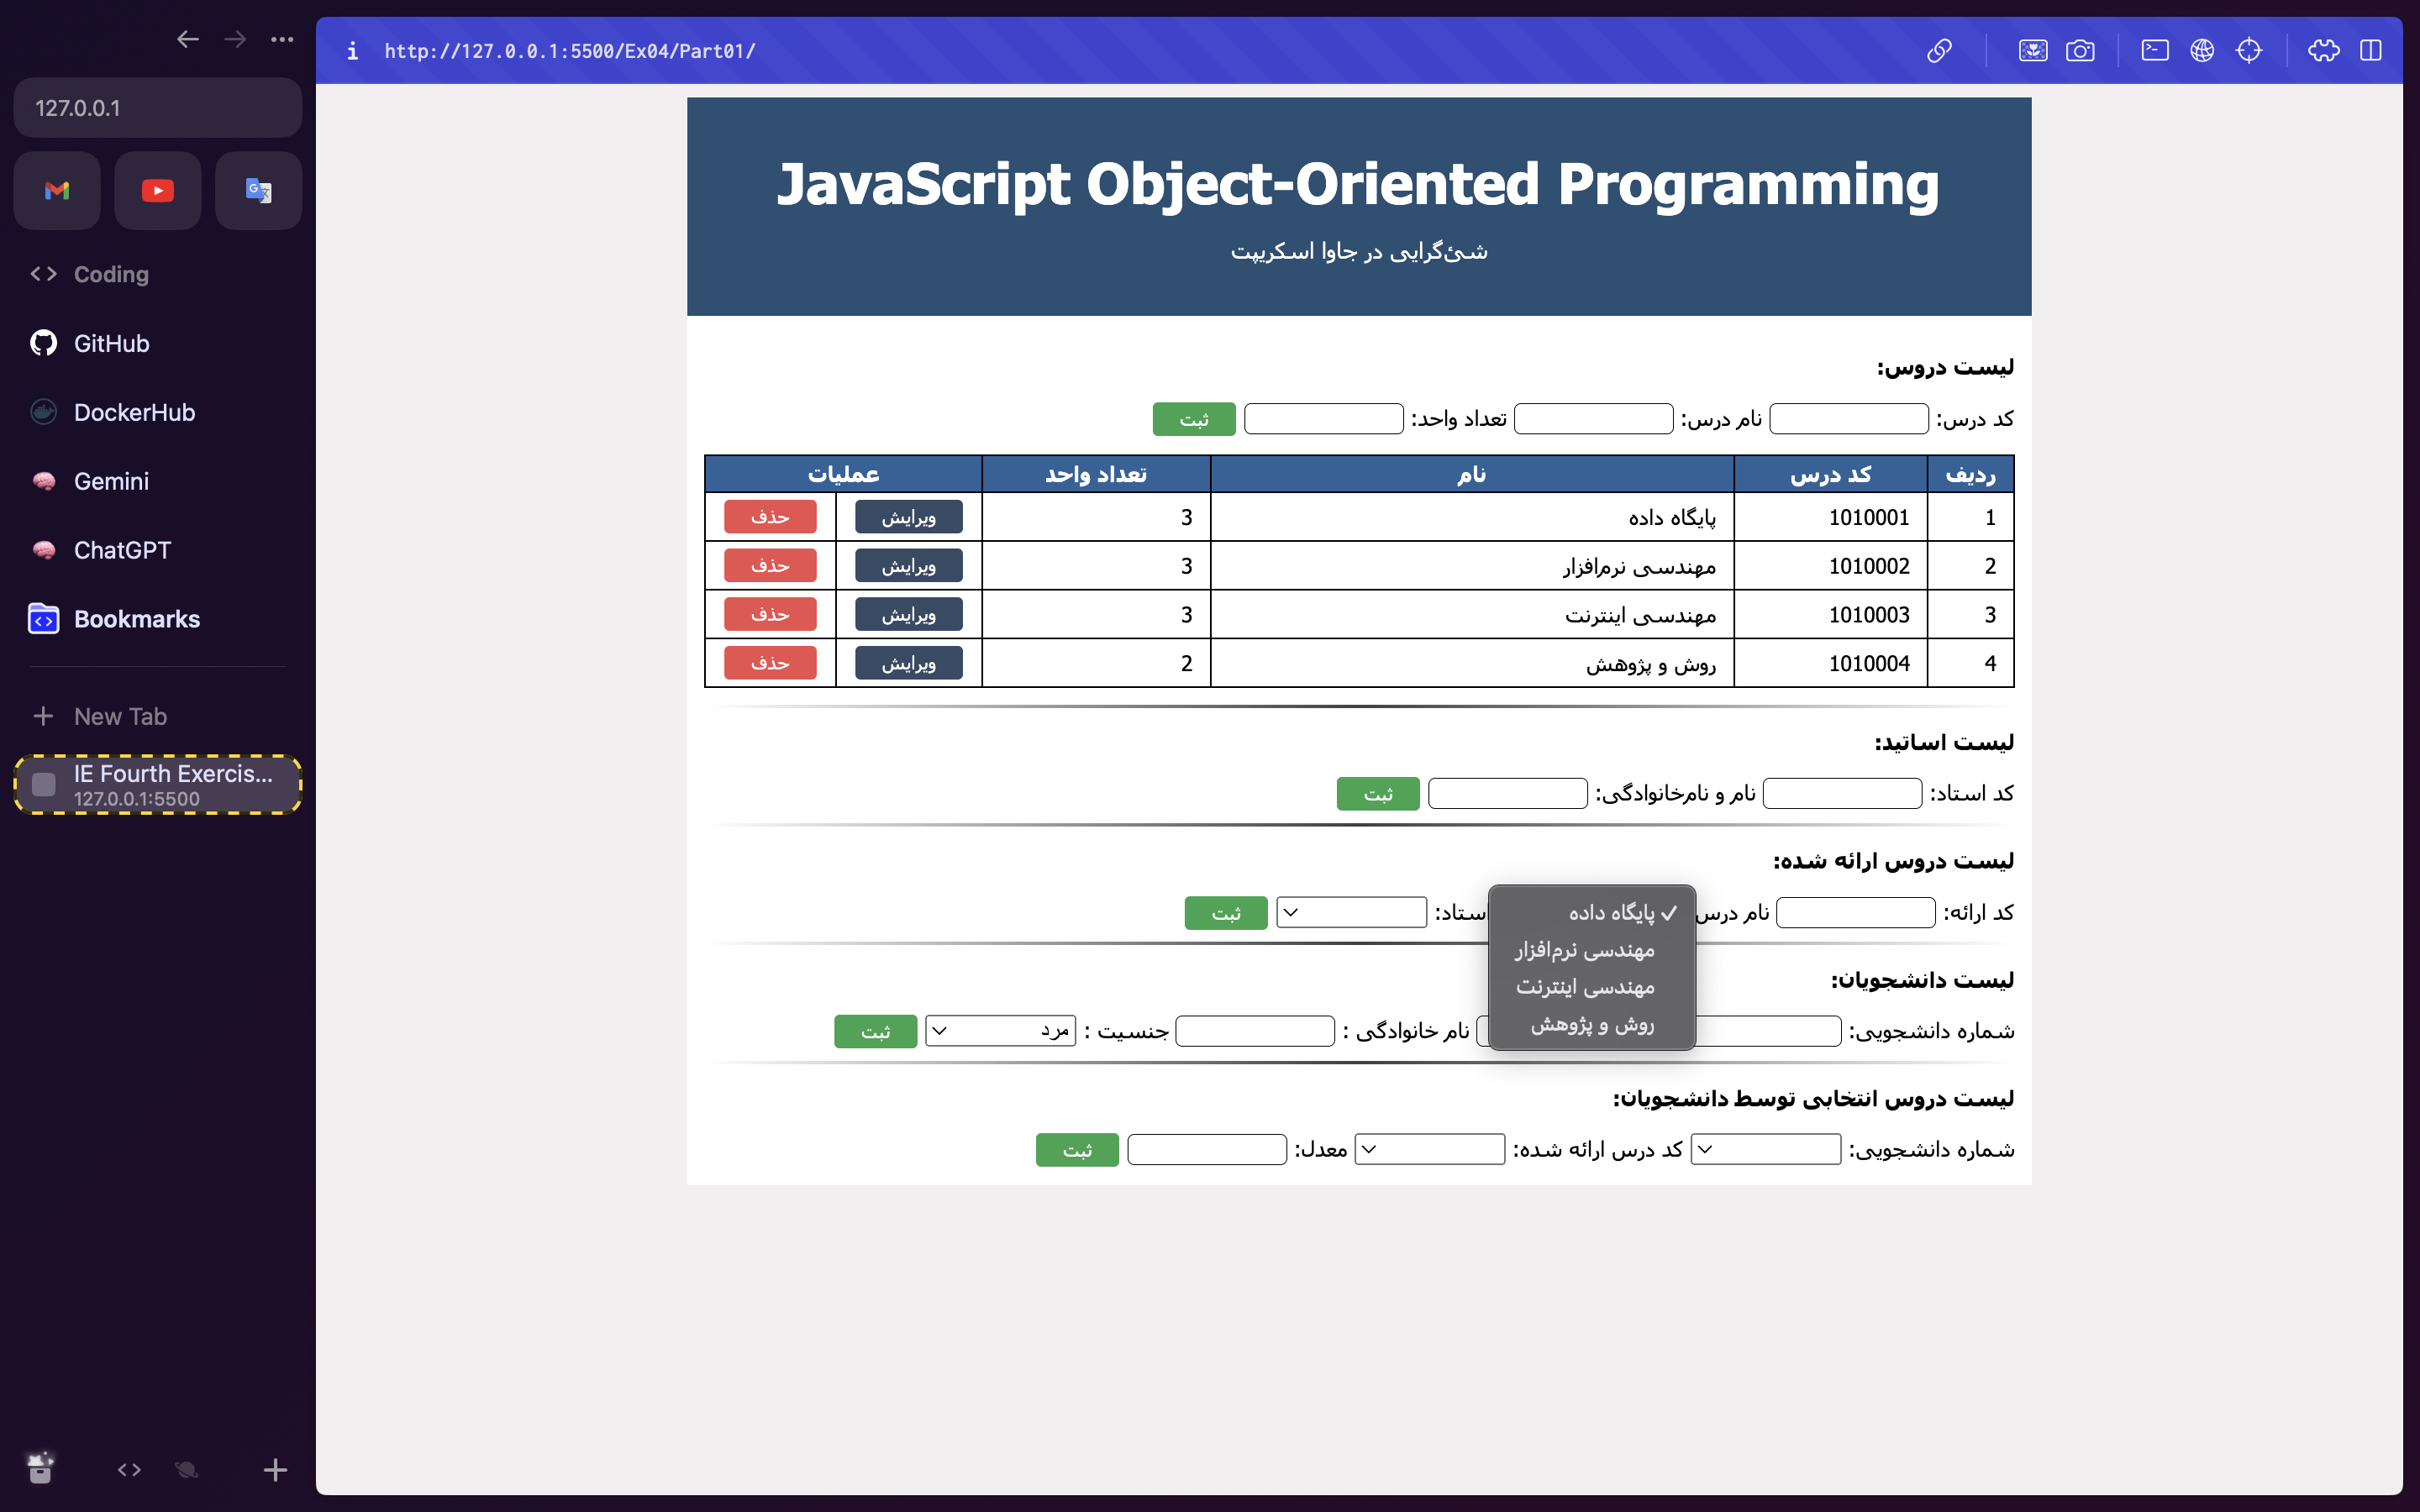 http://127.0.0.1:5500/Ex04/Part01/
127.0.0.1
Coding
GitHub
DockerHub
Gemini
ChatGPT
Bookmarks
New Tab
IE Fourth Exercis...
127.0.0.1:5500
JavaScript Object-Oriented Programming
شئ‌گرایی در جاوا اسکریپت
لیست دروس:
کد درس: نام درس: تعداد واحد: ثبت
ردیف کد درس نام تعداد واحد عملیات
1 1010001 پایگاه داده 3 ویرایش حذف
2 1010002 مهندسی نرم‌افزار 3 ویرایش حذف
3 1010003 مهندسی اینترنت 3 ویرایش حذف
4 1010004 روش و پژوهش 2 ویرایش حذف
لیست اساتید:
کد استاد: نام و نام‌خانوادگی: ثبت
لیست دروس ارائه شده:
کد ارائه: نام درس ✓ پایگاه داده استاد: ثبت
مهندسی نرم‌افزار
مهندسی اینترنت
روش و پژوهش
لیست دانشجویان:
شماره دانشجویی: نام خانوادگی : جنسیت : مرد ثبت
لیست دروس انتخابی توسط دانشجویان:
شماره دانشجویی: کد درس ارائه شده: معدل: ثبت